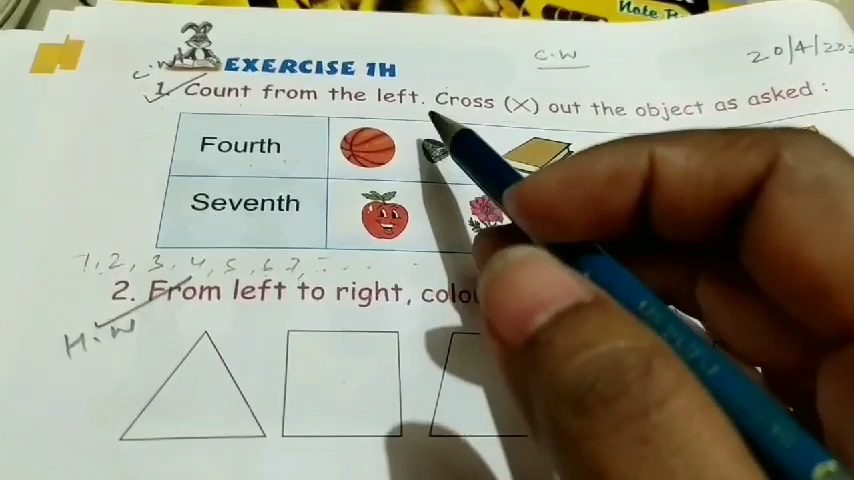 Note
C.W
20/4/202
C.W
EXERCISE 1H
1. Count from the left. Cross (X) out the object as asked :
Fourth
Seventh
1, 2, 3, 4, 5, 6, 7, ....
2. From left to right, colou
H.W